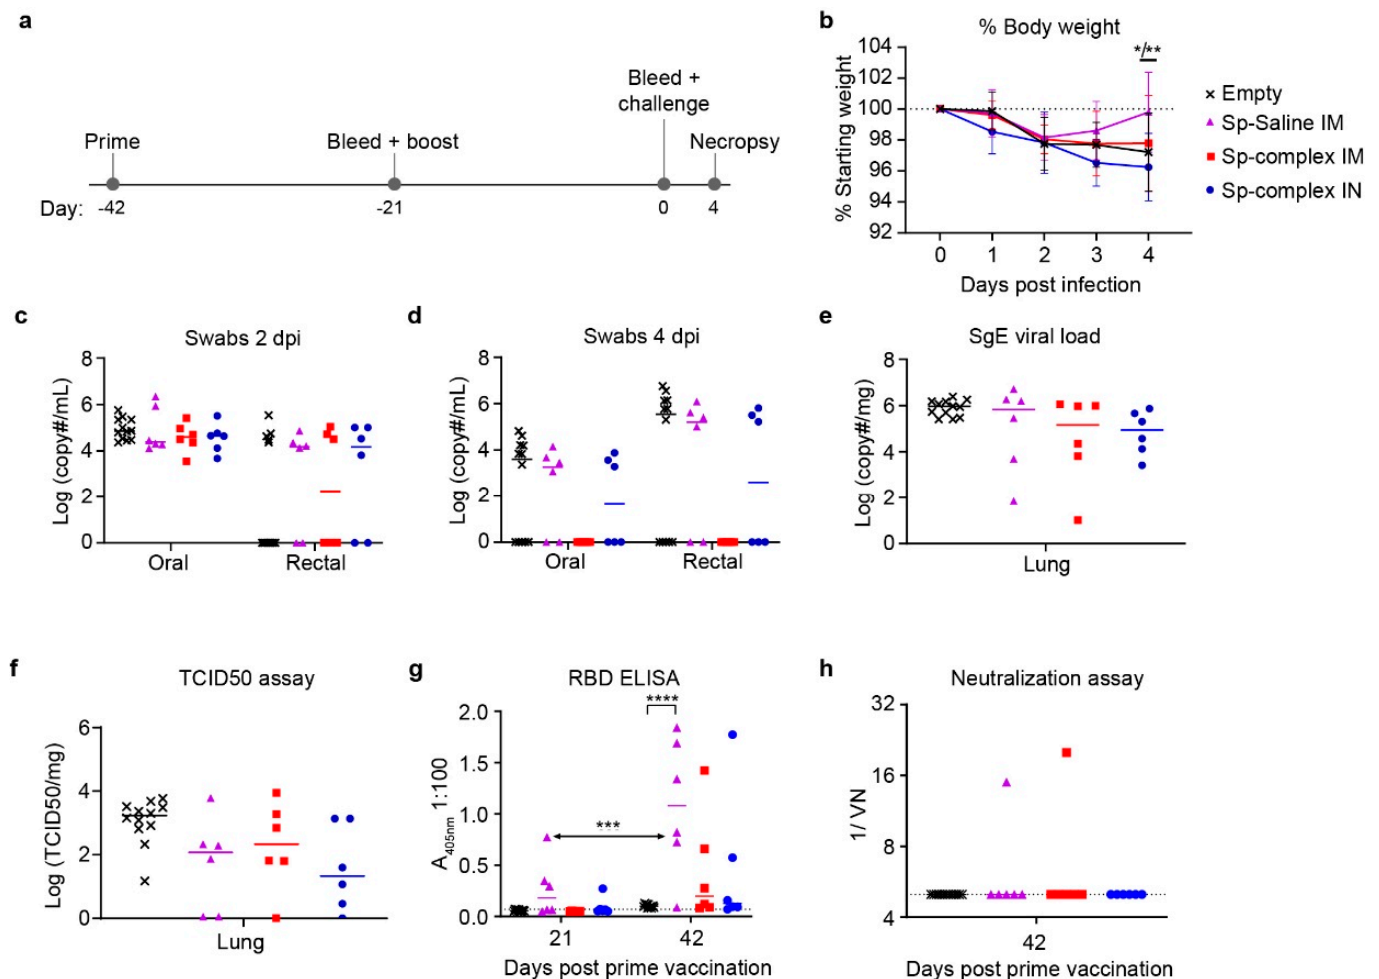 a
Prime
Bleed + boost
Bleed +
challenge
Necropsy
Day:
-42
-21
0
4
b
% Body weight
*/**
% Starting weight
104
102
100
98
96
94
92
0
1
2
3
4
Days post infection
Empty
Sp-Saline IM
Sp-complex IM
Sp-complex IN
c
Swabs 2 dpi
Log (copy#/mL)
8
6
4
2
0
Oral
Rectal
d
Swabs 4 dpi
Log (copy#/mL)
8
6
4
2
0
Oral
Rectal
e
SgE viral load
Log (copy#/mg)
8
6
4
2
0
Lung
f
TCID50 assay
Log (TCID50/mg)
6
4
2
0
Lung
g
RBD ELISA
****
***
A405nm 1:100
2.0
1.5
1.0
0.5
0.0
21
42
Days post prime vaccination
h
Neutralization assay
1/ VN
32
16
8
4
42
Days post prime vaccination